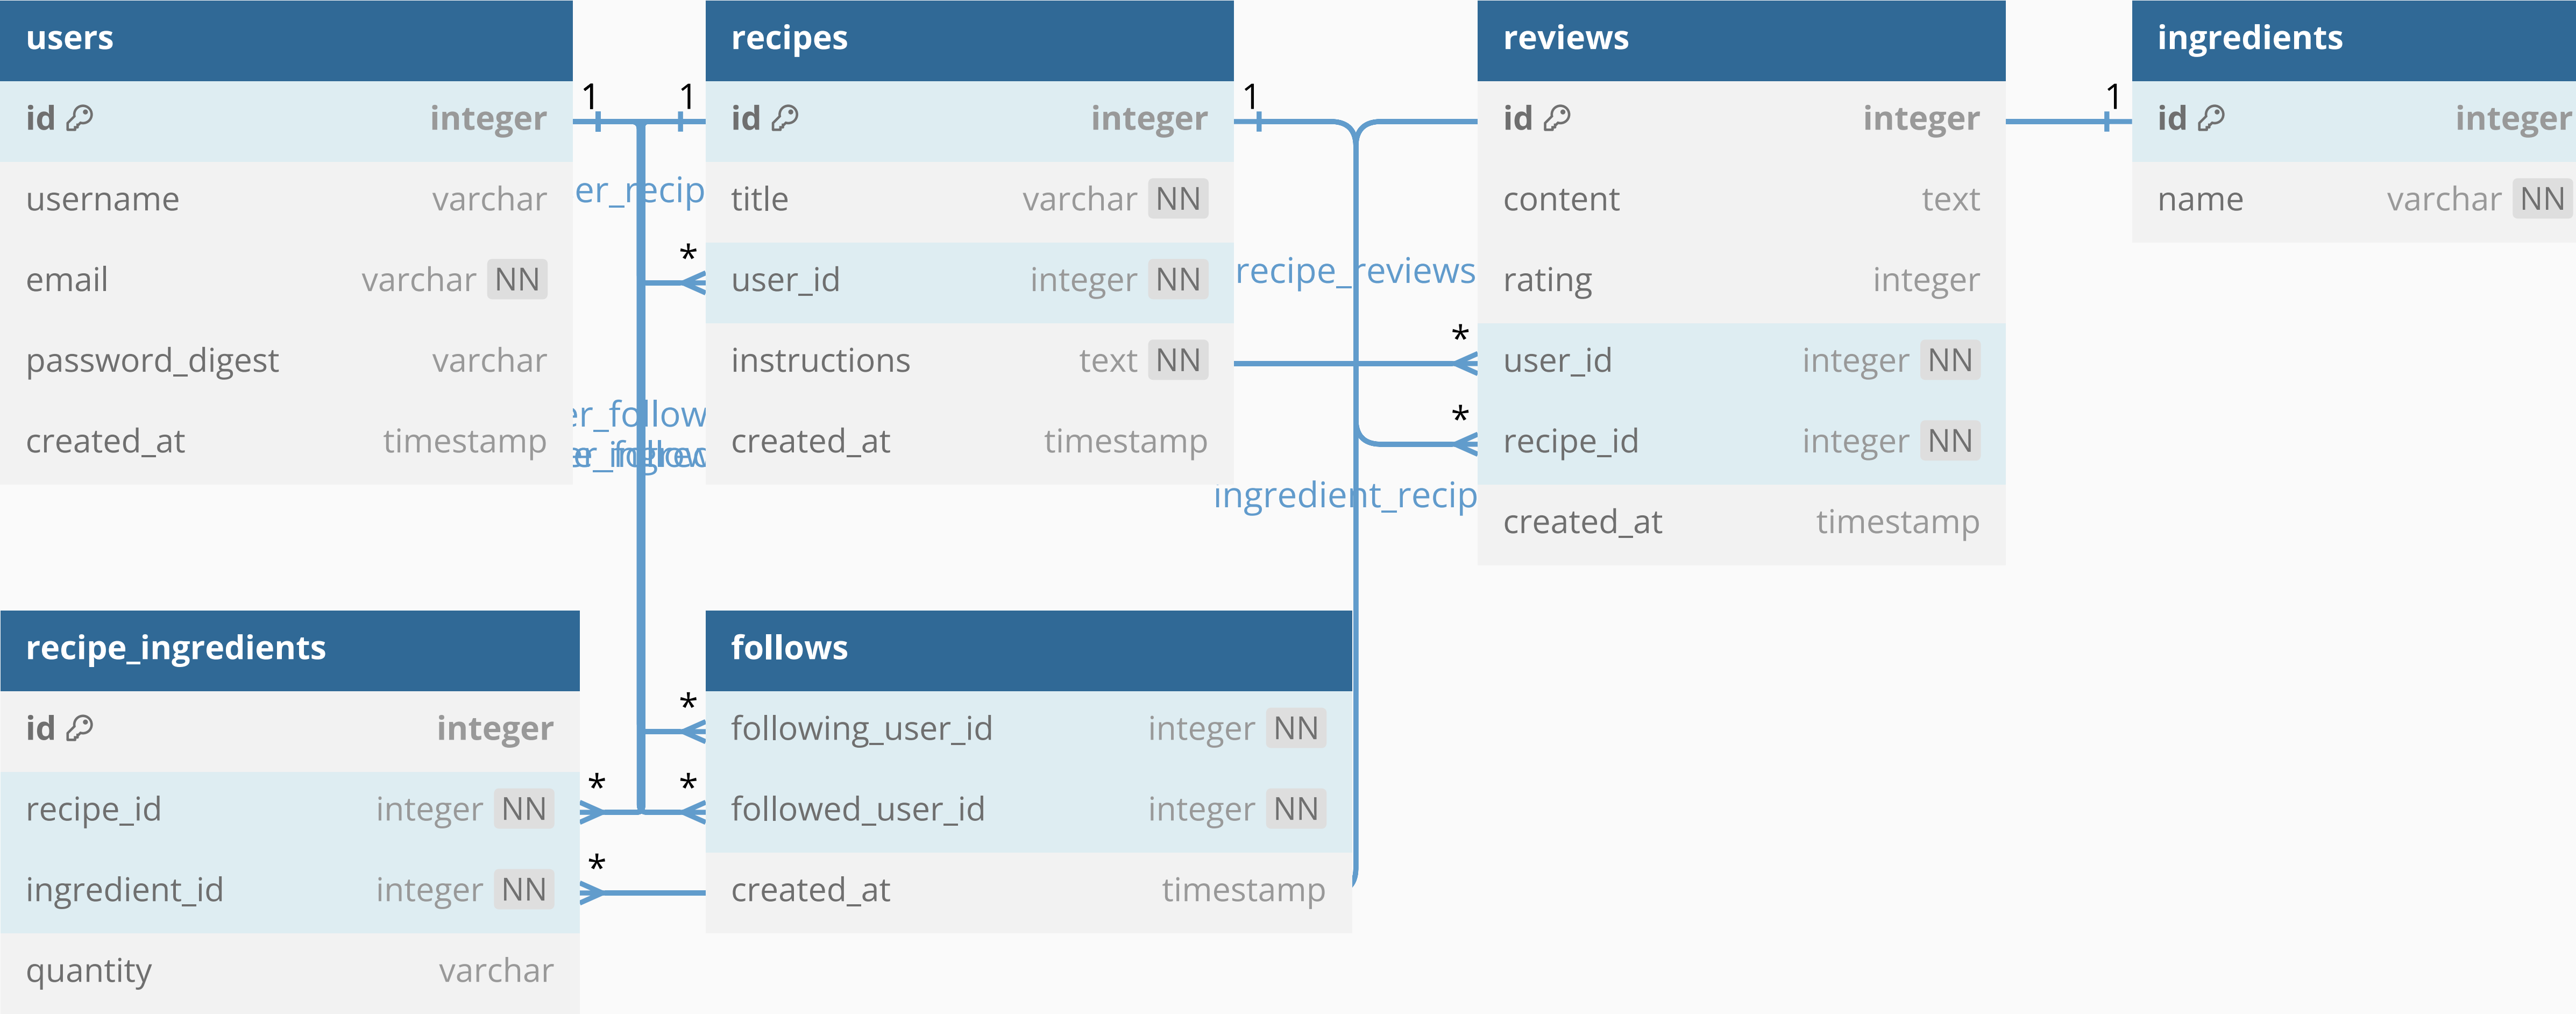 users
id integer
username varchar
email varchar NN
password_digest varchar
created_at timestamp
1 1
er_recip
*
er_follow
recipes
id integer
title varchar NN
user_id integer NN
instructions text NN
created_at timestamp
1
recipe_reviews
*
*
ingredient_recip
reviews
id integer
content text
rating integer
user_id integer NN
recipe_id integer NN
created_at timestamp
1
ingredients
id integer
name varchar NN
recipe_ingredients
id integer
recipe_id integer NN
ingredient_id integer NN
quantity varchar
*
* *
*
follows
following_user_id integer NN
followed_user_id integer NN
created_at timestamp